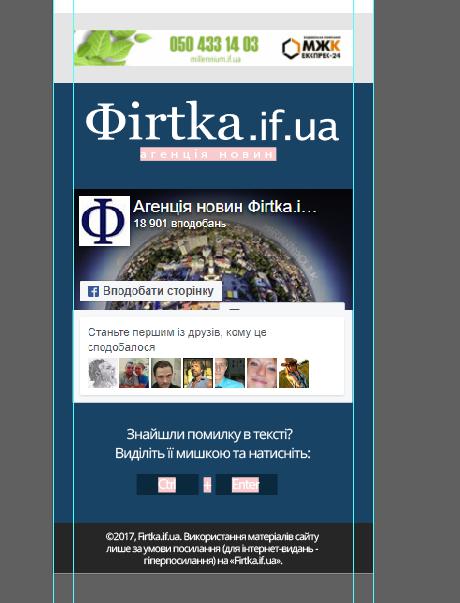 050 433 14 03
millennium.if.ua
МЖК
ЕКСПРЕС-24
Фіrtka.if.ua
агенція новин
Агенція новин Фіrtka.i...
18 901 вподобань
Вподобати сторінку
Станьте першим із друзів, кому це
сподобалося
Знайшли помилку в тексті?
Виділіть її мишкою та натисніть:
Ctrl + Enter
©2017, Firtka.if.ua. Використання матеріалів сайту
лише за умови посилання (для інтернет-видань -
гіперпосилання) на «Firtka.if.ua».